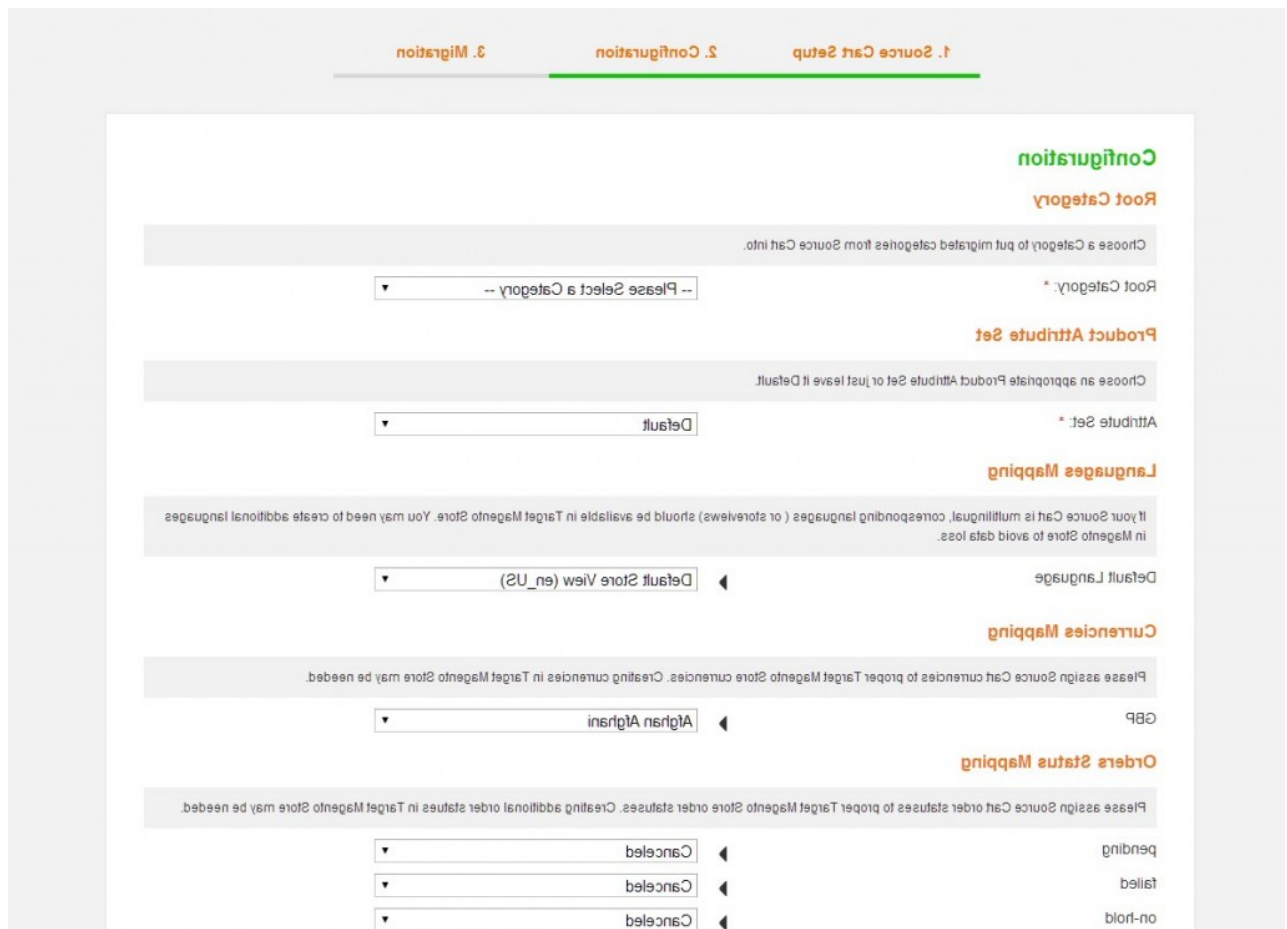 1. Source Cart Setup
2. Configuration
3. Migration
Configuration
Root Category
Choose a Category to put migrated categories from Source Cart into.
Root Category: *
-- Please Select a Category --
Product Attribute Set
Choose an appropriate Product Attribute Set or just leave it Default.
Attribute Set: *
Default
Languages Mapping
If your Source Cart is multilingual, corresponding languages ( or storeviews) should be available in Target Magento Store. You may need to create additional languages
in Magento Store to avoid data loss.
Default Language
Default Store View (en_US)
Currencies Mapping
Please assign Source Cart currencies to proper Target Magento Store currencies. Creating currencies in Target Magento Store may be needed.
GBP
Afghan Afghani
Orders Status Mapping
Please assign Source Cart order statuses to proper Target Magento Store order statuses. Creating additional order statues in Target Magento Store may be needed.
pending
Canceled
failed
Canceled
on-hold
Canceled